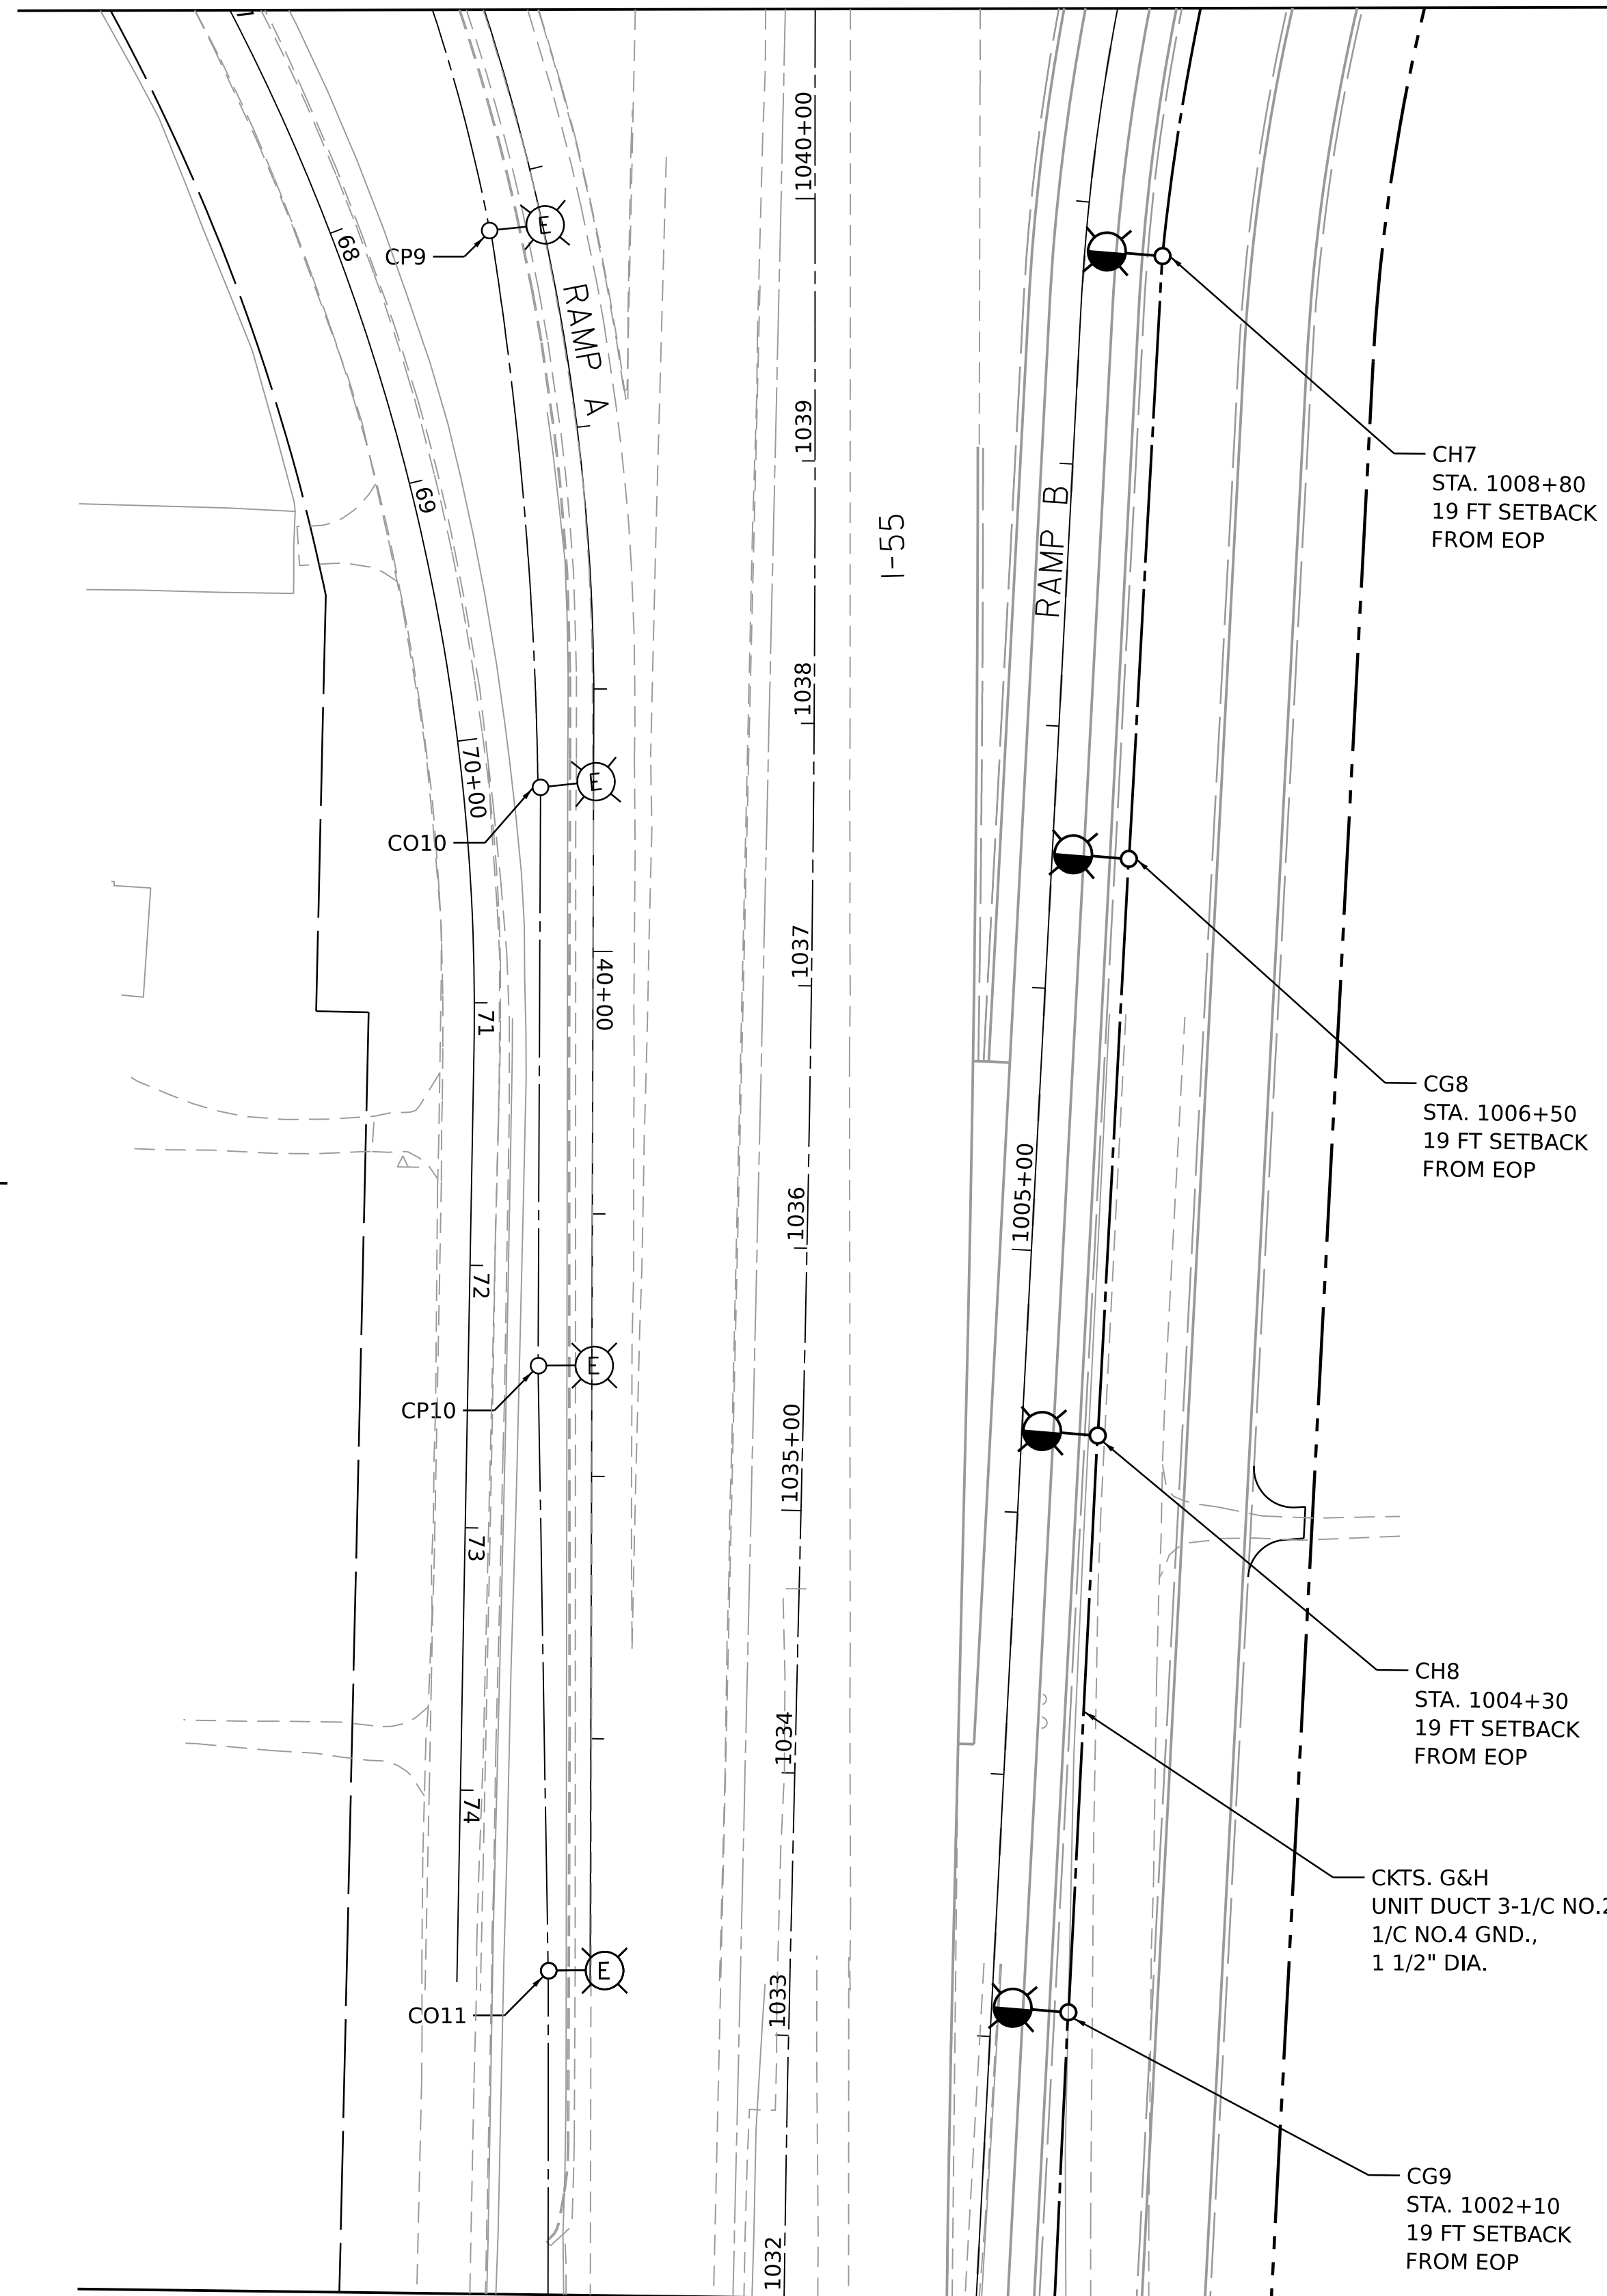 1040+00
68
CP9
E
RAMP A
CH7
STA. 1008+80
19 FT SETBACK
FROM EOP
1039
69
I-55
RAMP B
1038
70+00
E
CO10
1037
40+00
71
CG8
STA. 1006+50
19 FT SETBACK
FROM EOP
1005+00
1036
72
E
CP10
1035+00
73
CH8
STA. 1004+30
19 FT SETBACK
FROM EOP
1034
74
CKTS. G&H
UNIT DUCT 3-1/C NO.2
1/C NO.4 GND.,
1 1/2" DIA.
E
CO11
1033
CG9
STA. 1002+10
19 FT SETBACK
FROM EOP
1032